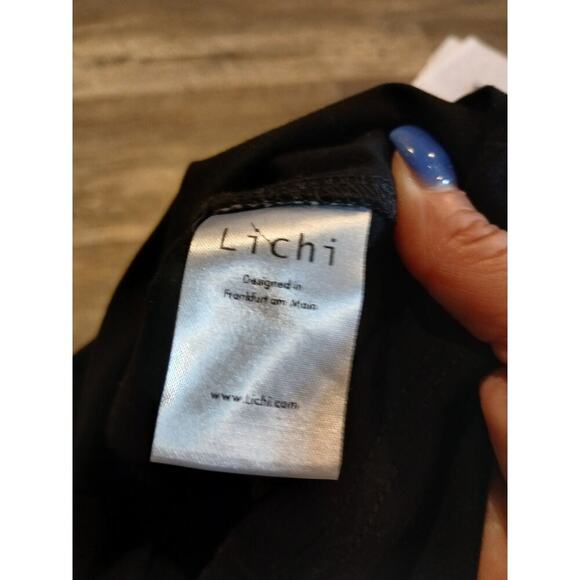 Lichi
Designed in
Frankfurt am Main
www.Lichi.com